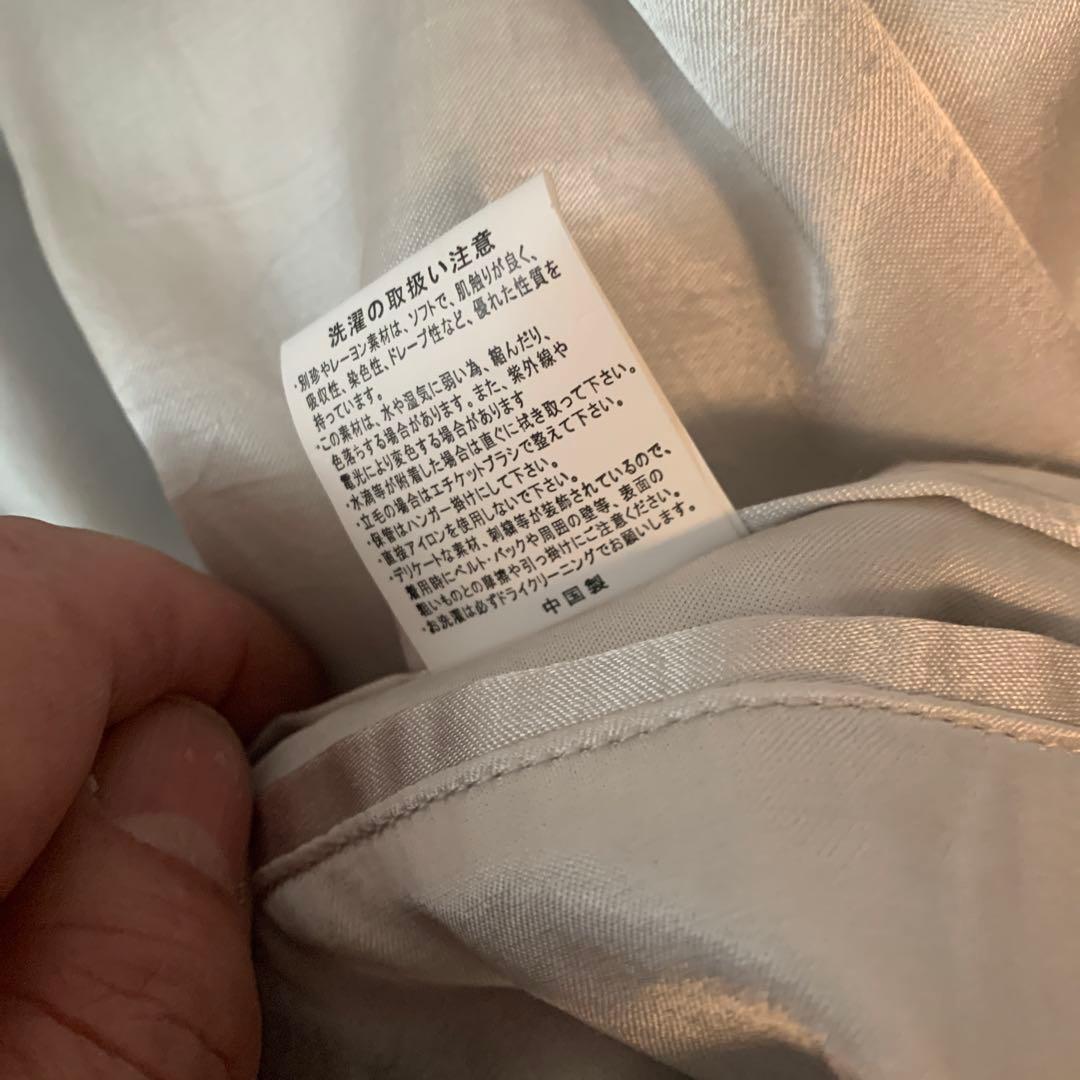 洗濯の取扱い注意
・別珍やレーヨン素材は、ソフトで、肌触りが良く、
吸収性、染色性、ドレープ性など、優れた性質を
持っています。
・この素材は、水や湿気に弱い為、縮んだり、
色落らする場合があります。また、紫外線や
電光により変色する場合があります
水滴等が附着した場合は直ぐに拭き取って下さい。
・立毛の場合はエチケットブラシで整えて下さい。
・保管はハンガー掛けにして下さい。
・直接アイロンを使用しないで下さい。
・デリケートな素材、刺繍等が装飾されているので、
着用時にベルト・バックや周囲の壁等、表面の
粗いものとの摩擦や引っ掛けにご注意ください。
・お洗濯は必ずドライクリーニングでお願いします。
中国製